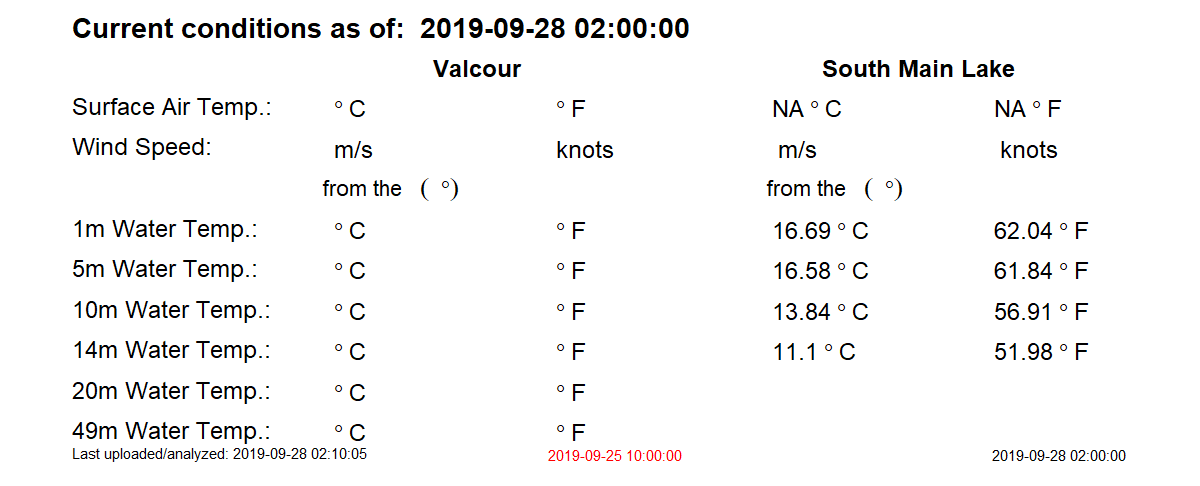 Current conditions as of: 2019-09-28 02:00:00
Valcour South Main Lake
Surface Air Temp.: ° C ° F NA ° C NA ° F
Wind Speed: m/s knots m/s knots
from the ( °) from the ( °)
1m Water Temp.: ° C ° F 16.69 ° C 62.04 ° F
5m Water Temp.: ° C ° F 16.58 ° C 61.84 ° F
10m Water Temp.: ° C ° F 13.84 ° C 56.91 ° F
14m Water Temp.: ° C ° F 11.1 ° C 51.98 ° F
20m Water Temp.: ° C ° F
49m Water Temp.: ° C ° F
Last uploaded/analyzed: 2019-09-28 02:10:05 2019-09-25 10:00:00 2019-09-28 02:00:00